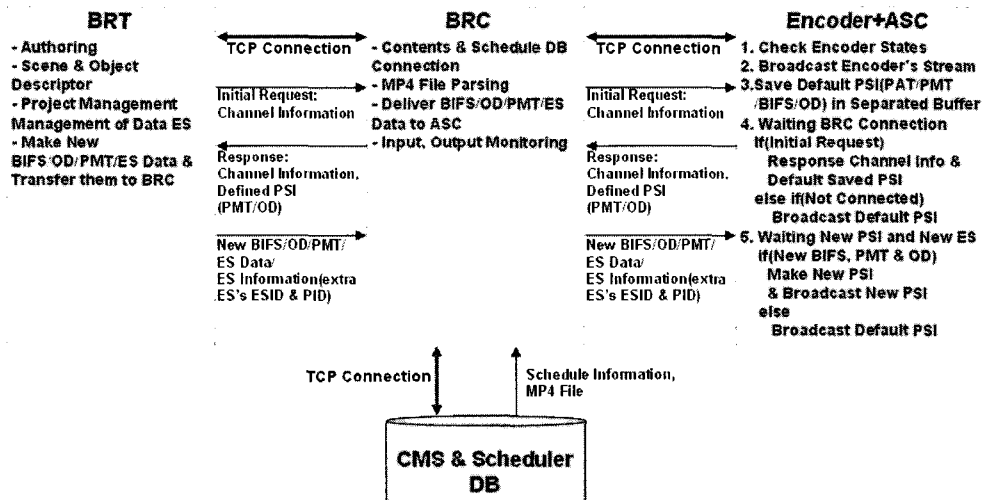 BRT
- Authoring
- Scene & Object
Descriptor
- Project Management
Management of Data ES
- Make New
BIFS/OD/PMT/ES Data &
Transfer them to BRC
TCP Connection
Initial Request:
Channel Information
Response:
Channel Information,
Defined PSI
(PMT/OD)
New BIFS/OD/PMT/
ES Data/
ES Information(extra
ES's ESID & PID)
BRC
- Contents & Schedule DB
Connection
- MP4 File Parsing
- Deliver BIFS/OD/PMT/ES
Data to ASC
- Input, Output Monitoring
TCP Connection
Initial Request:
Channel Information
Response:
Channel Information,
Defined PSI
(PMT/OD)
New BIFS/OD/PMT/
ES Data/
ES Information(extra
ES's ESID & PID)
Encoder+ASC
1. Check Encoder States
2. Broadcast Encoder's Stream
3.Save Default PSI(PAT/PMT
/BIFS/OD) in Separated Buffer
4. Waiting BRC Connection
If(Initial Request)
Response Channel Info &
Default Saved PSI
else if(Not Connected)
Broadcast Default PSI
5. Waiting New PSI and New ES
if(New BIFS, PMT & OD)
Make New PSI
& Broadcast New PSI
else
Broadcast Default PSI
TCP Connection
Schedule Information,
MP4 File
CMS & Scheduler
DB